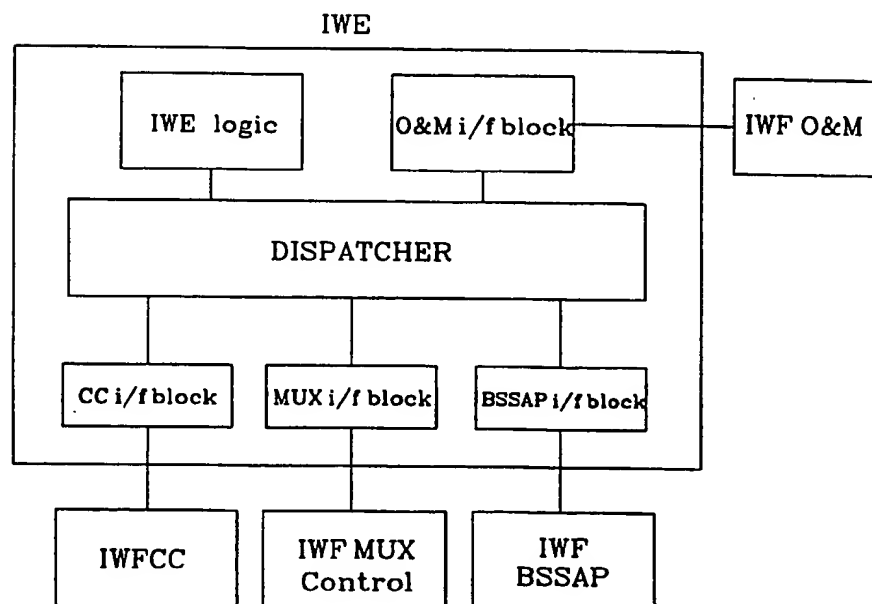 IWE
IWE logic
O&M i/f block
IWF O&M
DISPATCHER
CC i/f block
MUX i/f block
BSSAP i/f block
IWFCC
IWF MUX
Control
IWF
BSSAP